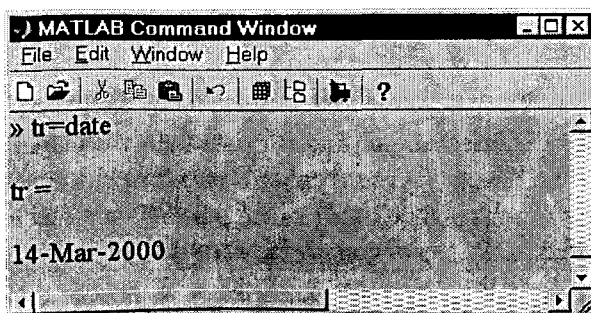 MATLAB Command Window
File Edit Window Help
?
» tr=date
tr =
14-Mar-2000